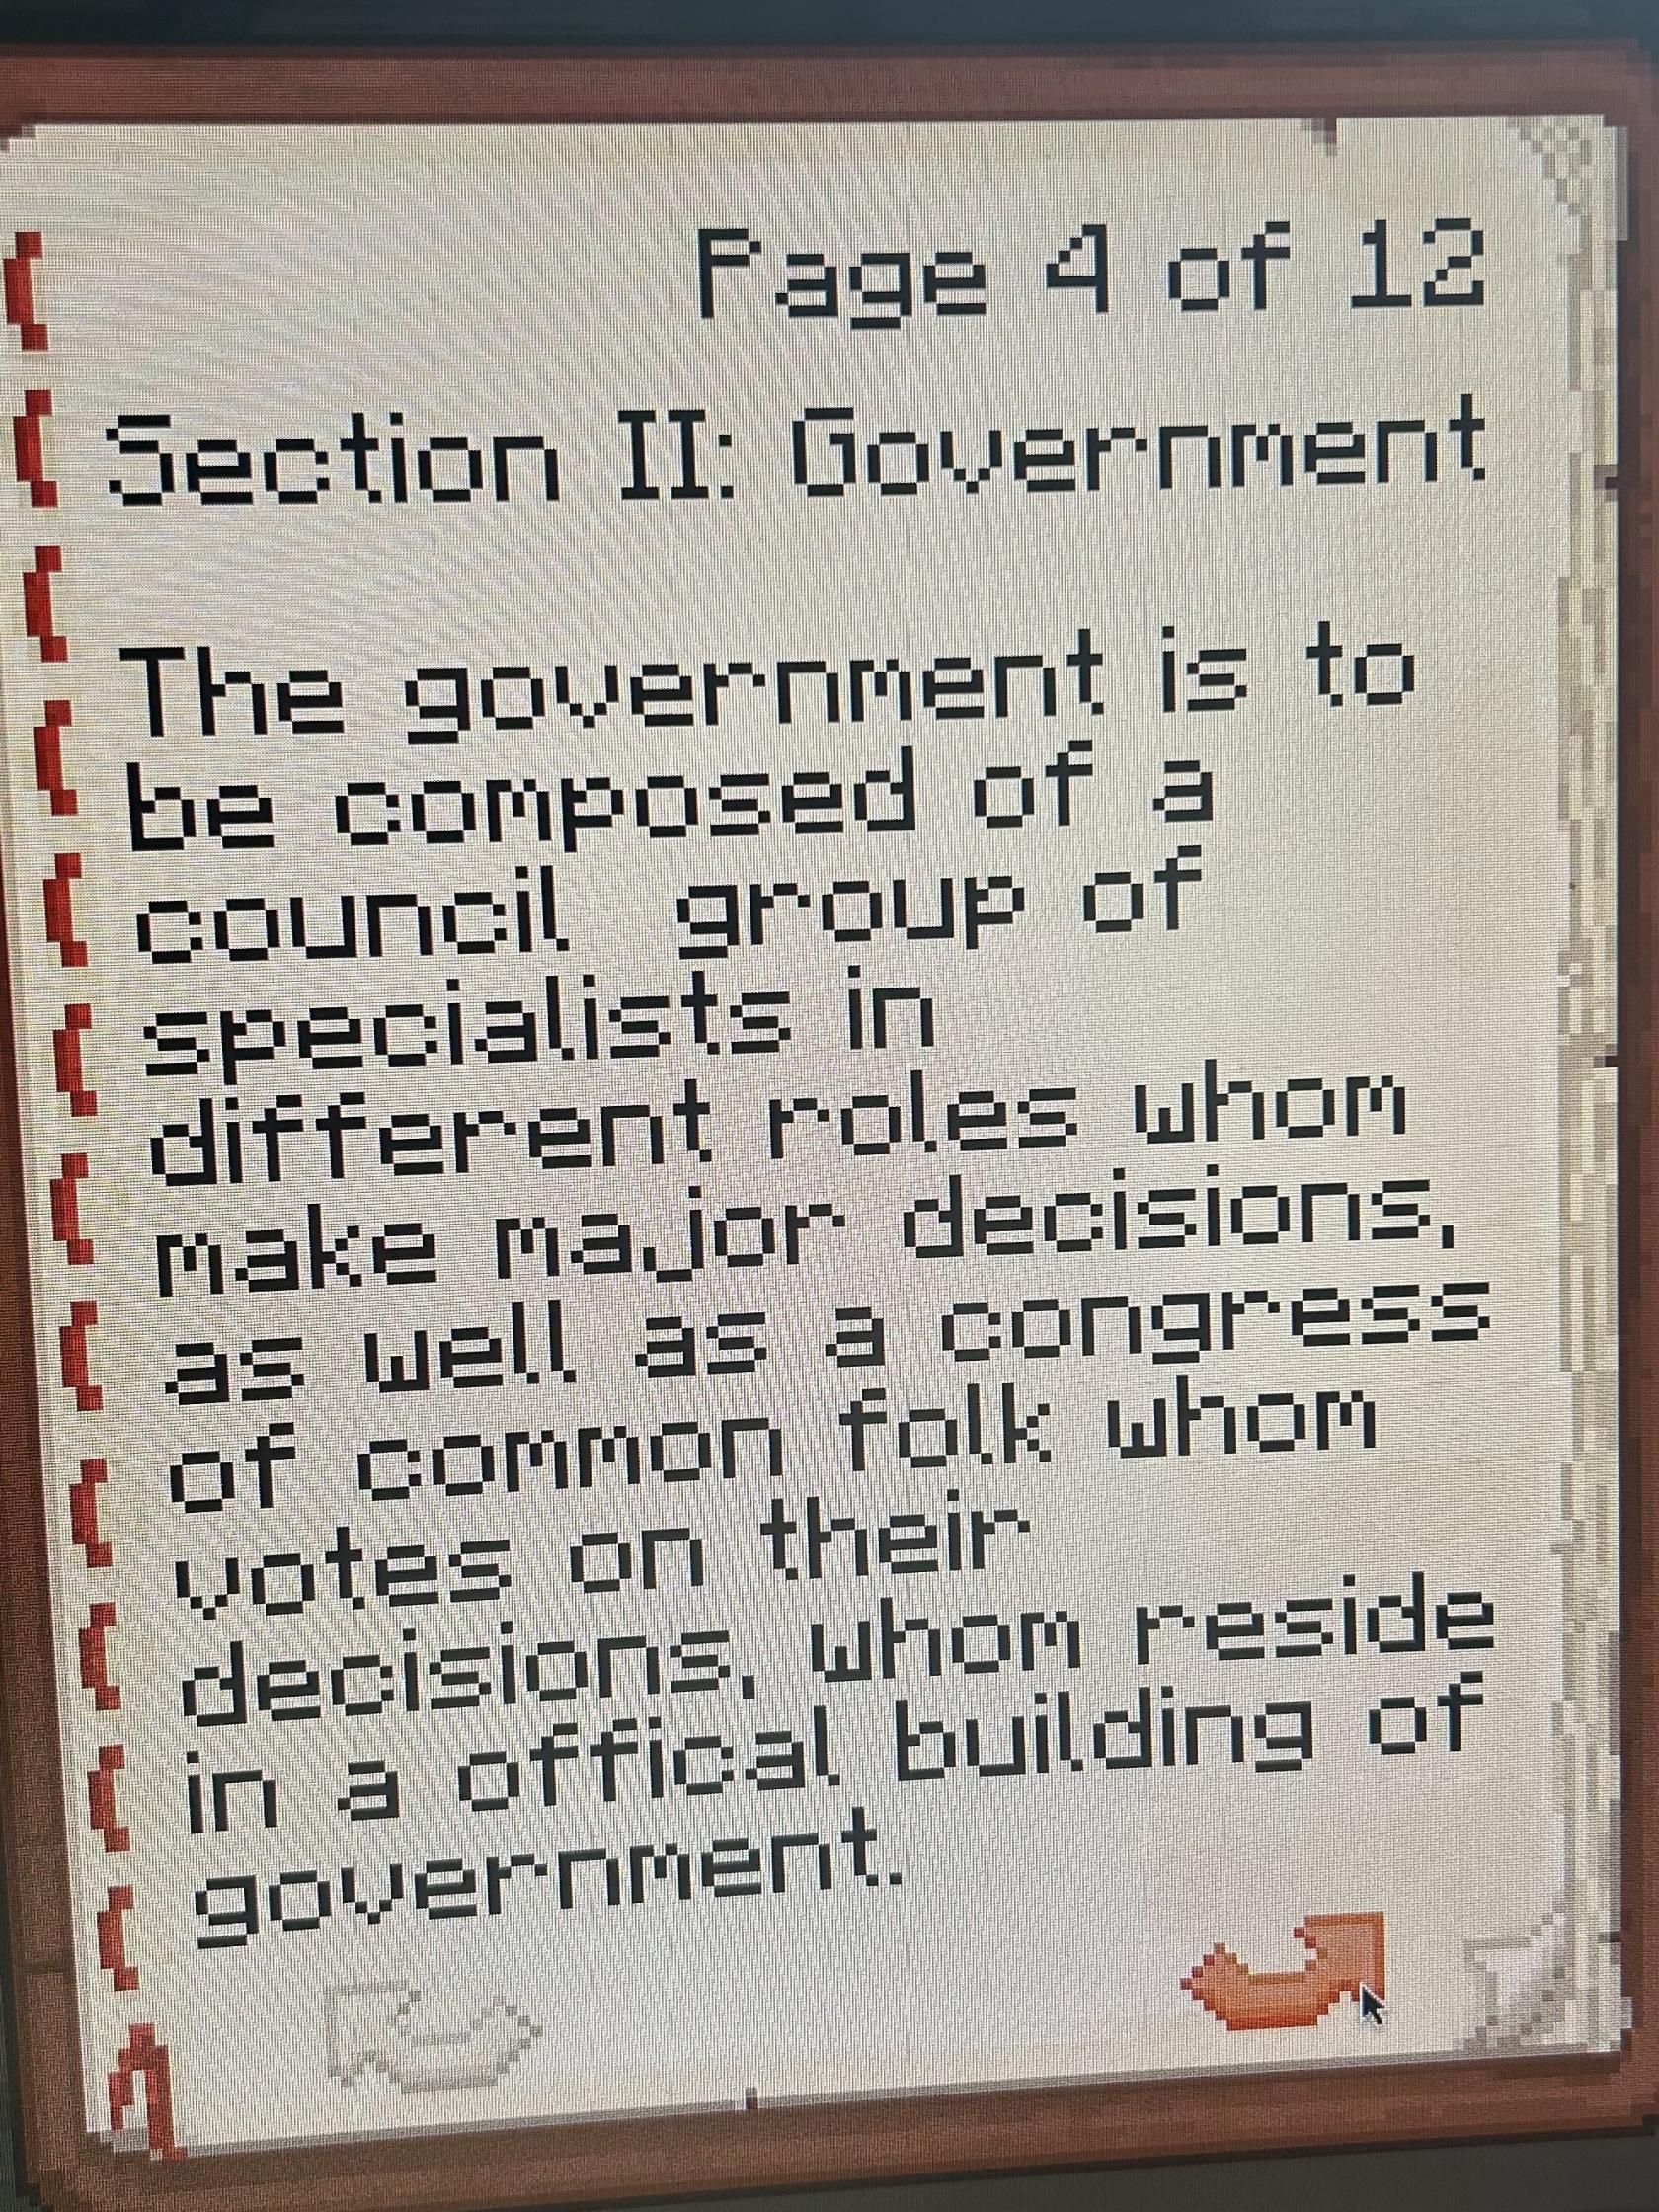 Page 4 of 12
Section II: Government
The government is to
be composed of a
council  group of
specialists in
different roles whom
make major decisions,
as well as a congress
of common folk whom
votes on their
decisions, whom reside
in a offical building of
government.